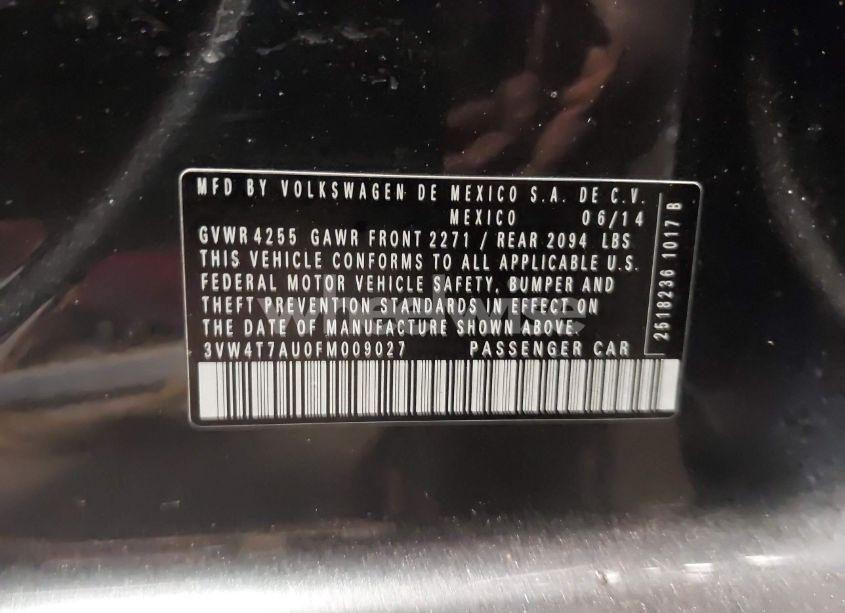 MFD BY VOLKSWAGEN DE MEXICO S.A. DE C.V.
MEXICO 06/14
GVWR 4255 GAWR FRONT 2271 / REAR 2094 LBS
THIS VEHICLE CONFORMS TO ALL APPLICABLE U.S.
FEDERAL MOTOR VEHICLE SAFETY, BUMPER AND
THEFT PREVENTION STANDARDS IN EFFECT ON
THE DATE OF MANUFACTURE SHOWN ABOVE.
3VW4T7AU0FM009027 PASSENGER CAR
2518236 1017 B